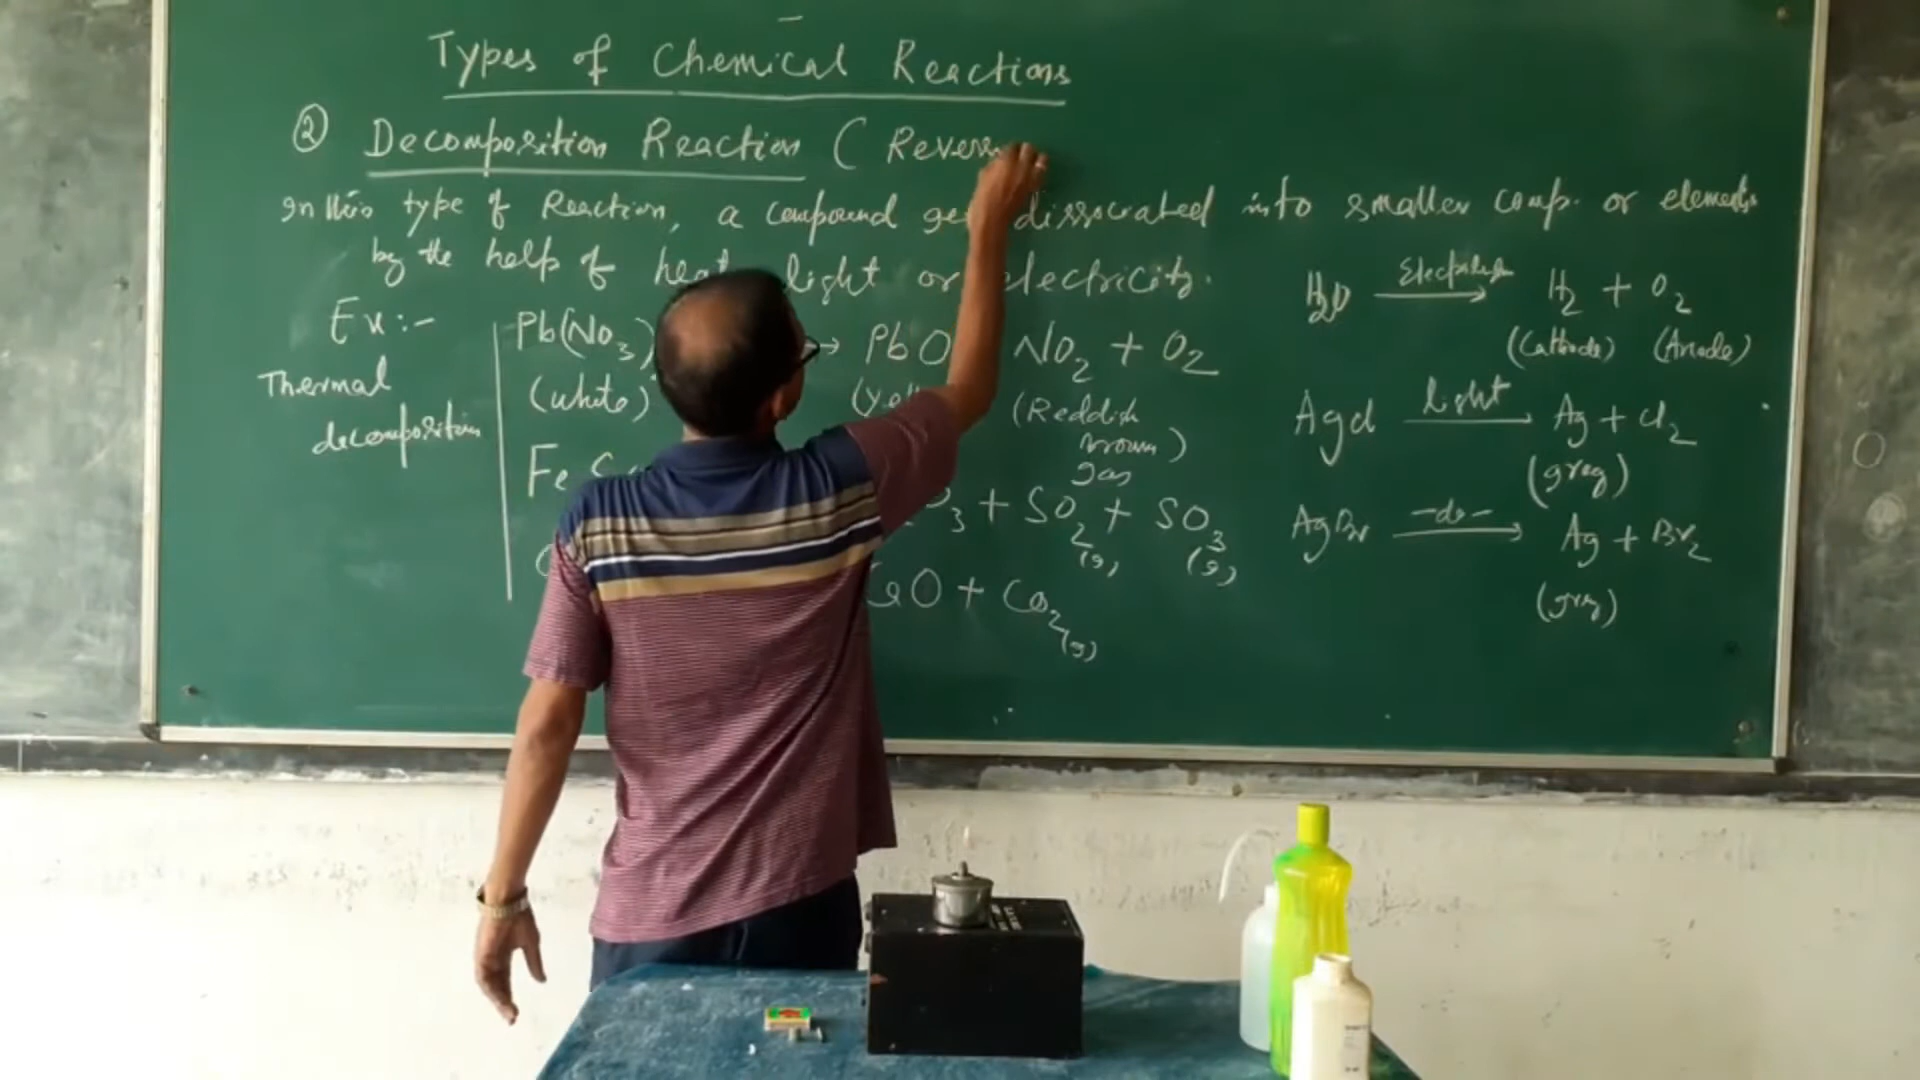 Types of Chemical Reactions
② Decomposition Reaction ( Revers
In this type of Reaction, a compound dissociated into smaller comp. or elements
by the help of heat light or electricity.
Ex :-
Thermal
decomposition
Pb(NO3) → PbO NO2 + O2
(white) (Reddish
brown)
gas
Fe
3 + SO2 + SO3
(g) (g)
CaO + CO2
(g)
H2O → H2 + O2
(Cathode) (Anode)
AgCl light → Ag + Cl2
(grey)
AgBr -do- → Ag + Br2
(grey)